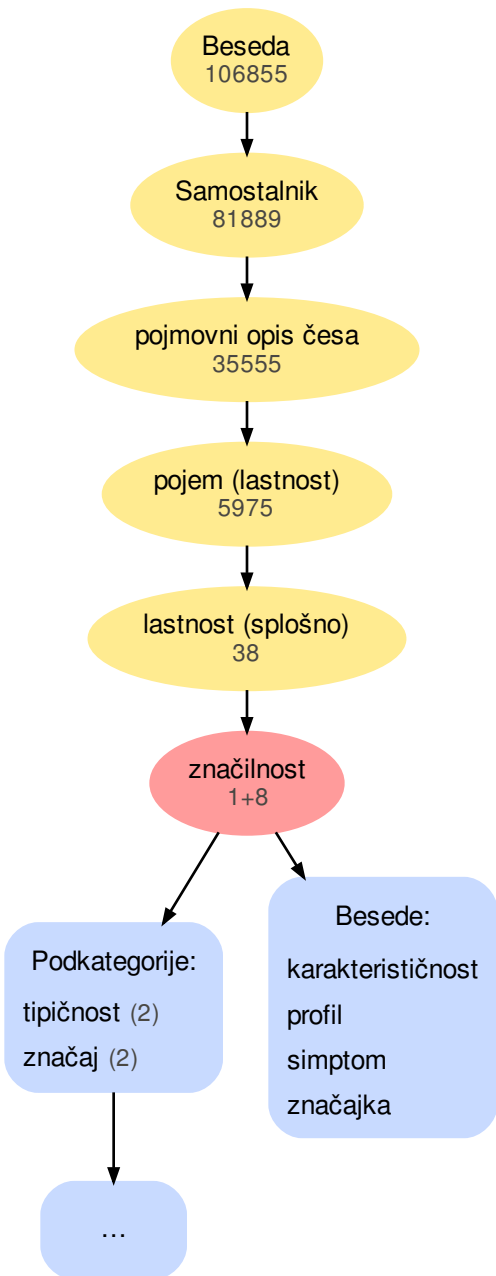 Beseda
106855
Samostalnik
81889
pojmovni opis česa
35555
pojem (lastnost)
5975
lastnost (splošno)
38
značilnost
1+8
Podkategorije:
tipičnost (2)
značaj (2)
...
Besede:
karakterističnost
profil
simptom
značajka